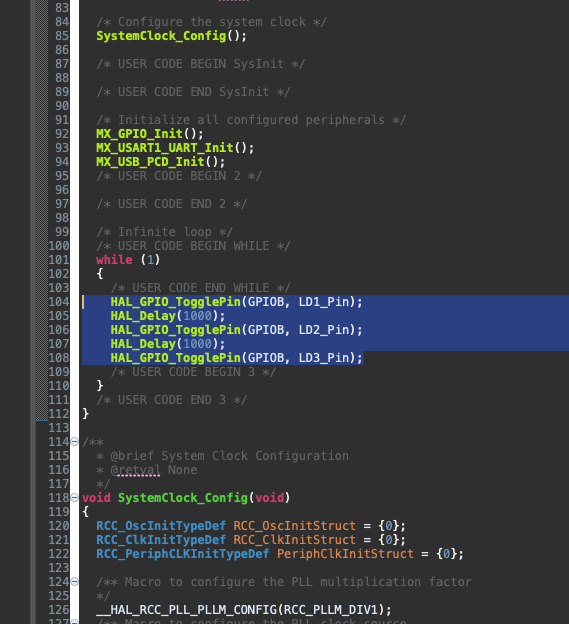 83
84 /* Configure the system clock */
85 SystemClock_Config();
86
87 /* USER CODE BEGIN SysInit */
88
89 /* USER CODE END SysInit */
90
91 /* Initialize all configured peripherals */
92 MX_GPIO_Init();
93 MX_USART1_UART_Init();
94 MX_USB_PCD_Init();
95 /* USER CODE BEGIN 2 */
96
97 /* USER CODE END 2 */
98
99 /* Infinite loop */
100 /* USER CODE BEGIN WHILE */
101 while (1)
102 {
103 /* USER CODE END WHILE */
104 HAL_GPIO_TogglePin(GPIOB, LD1_Pin);
105 HAL_Delay(1000);
106 HAL_GPIO_TogglePin(GPIOB, LD2_Pin);
107 HAL_Delay(1000);
108 HAL_GPIO_TogglePin(GPIOB, LD3_Pin);
109 /* USER CODE BEGIN 3 */
110 }
111 /* USER CODE END 3 */
112 }
113
114 /**
115 * @brief System Clock Configuration
116 * @retval None
117 */
118 void SystemClock_Config(void)
119 {
120 RCC_OscInitTypeDef RCC_OscInitStruct = {0};
121 RCC_ClkInitTypeDef RCC_ClkInitStruct = {0};
122 RCC_PeriphCLKInitTypeDef PeriphClkInitStruct = {0};
123
124 /** Macro to configure the PLL multiplication factor
125 */
126 __HAL_RCC_PLL_PLLM_CONFIG(RCC_PLLM_DIV1);
127 /** Macro to configure the PLL clock source